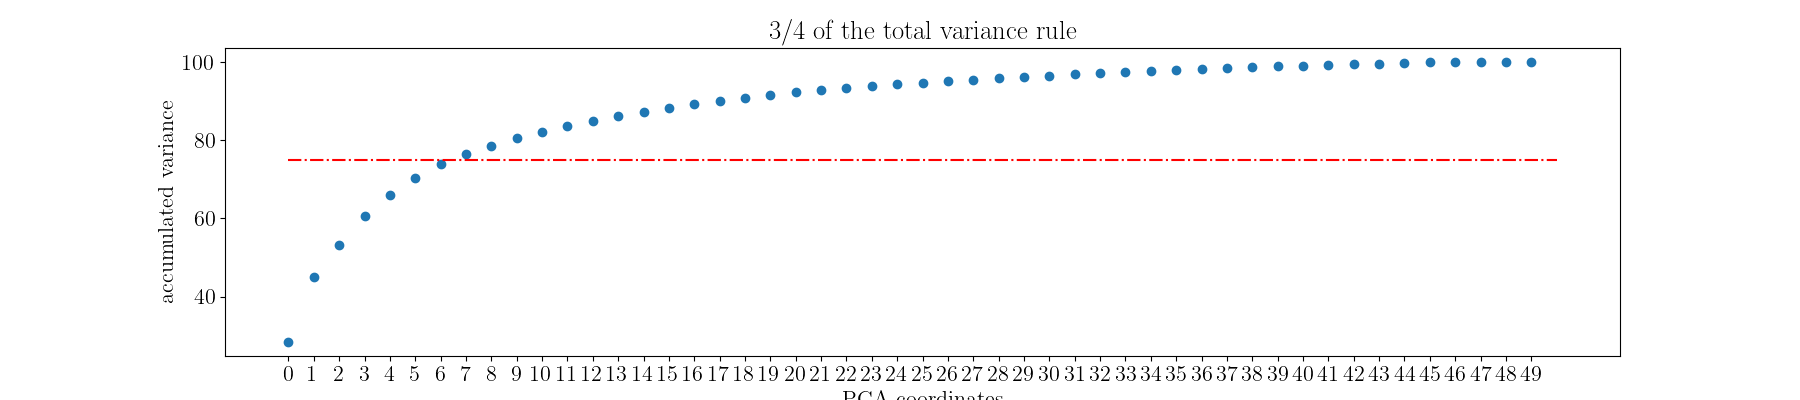 3/4 of the total variance rule
accumulated variance
100
80
60
40
0 1 2 3 4 5 6 7 8 9 10 11 12 13 14 15 16 17 18 19 20 21 22 23 24 25 26 27 28 29 30 31 32 33 34 35 36 37 38 39 40 41 42 43 44 45 46 47 48 49
PCA coordinates